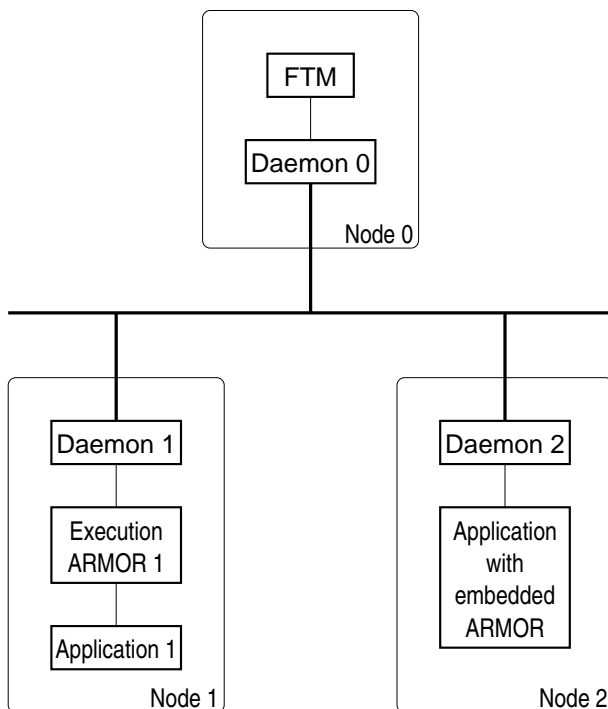 FTM
Daemon 0
Node 0
Daemon 1
Execution
ARMOR 1
Application 1
Node 1
Daemon 2
Application
with
embedded
ARMOR
Node 2